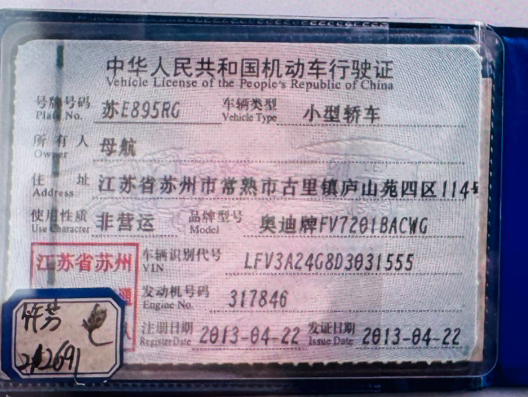 中华人民共和国机动车行驶证
Vehicle License of the People's Republic of China
号牌号码 苏E895RG 车辆类型 小型轿车
Plate No. Vehicle Type
所有人 母航
Owner
住址 江苏省苏州市常熟市古里镇庐山苑四区114
Address
使用性质 非营运 品牌型号 奥迪牌FV7201BACWG
Use Character Model
江苏省苏州 车辆识别代号 LFV3A24G8D3031555
VIN
发动机号码 317846
Engine No.
注册日期 2013-04-22 发证日期 2013-04-22
Register Date Issue Date